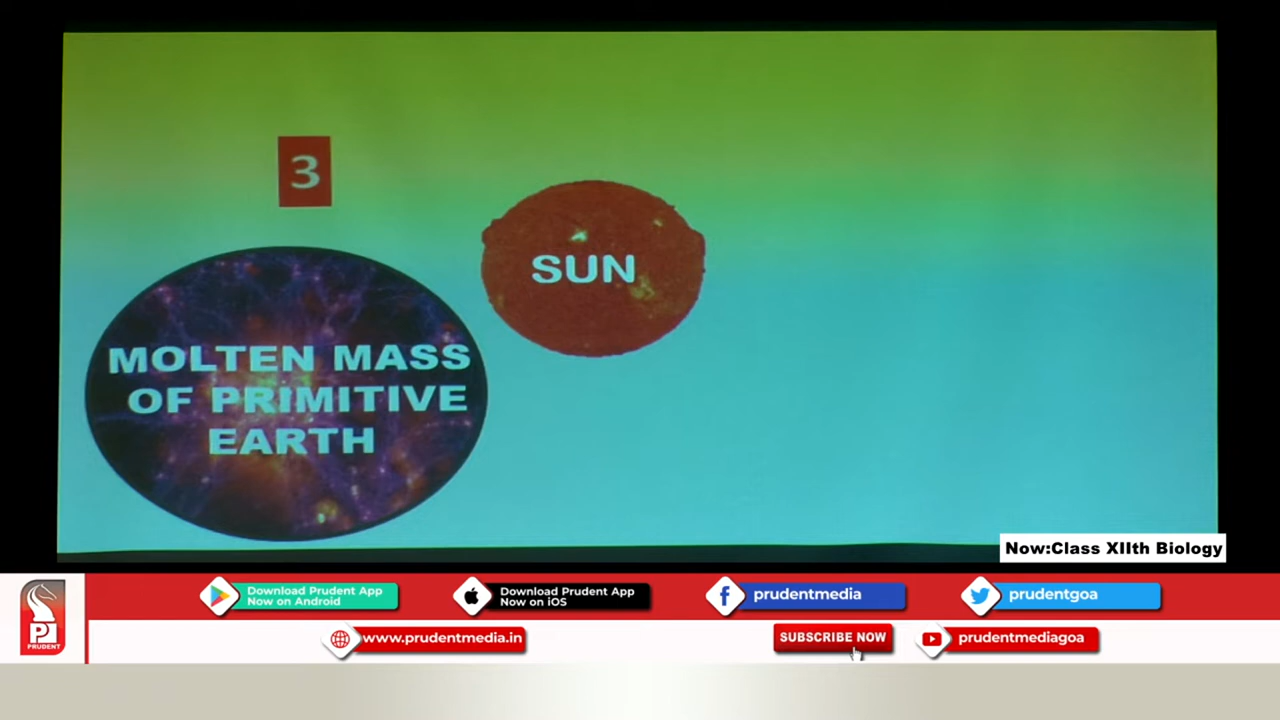 3
SUN
MOLTEN MASS
OF PRIMITIVE
EARTH
Now:Class XIIth Biology
Download Prudent App
Now on Android
Download Prudent App
Now on iOS
prudentmedia
prudentgoa
PRUDENT
www.prudentmedia.in
SUBSCRIBE NOW
prudentmediagoa